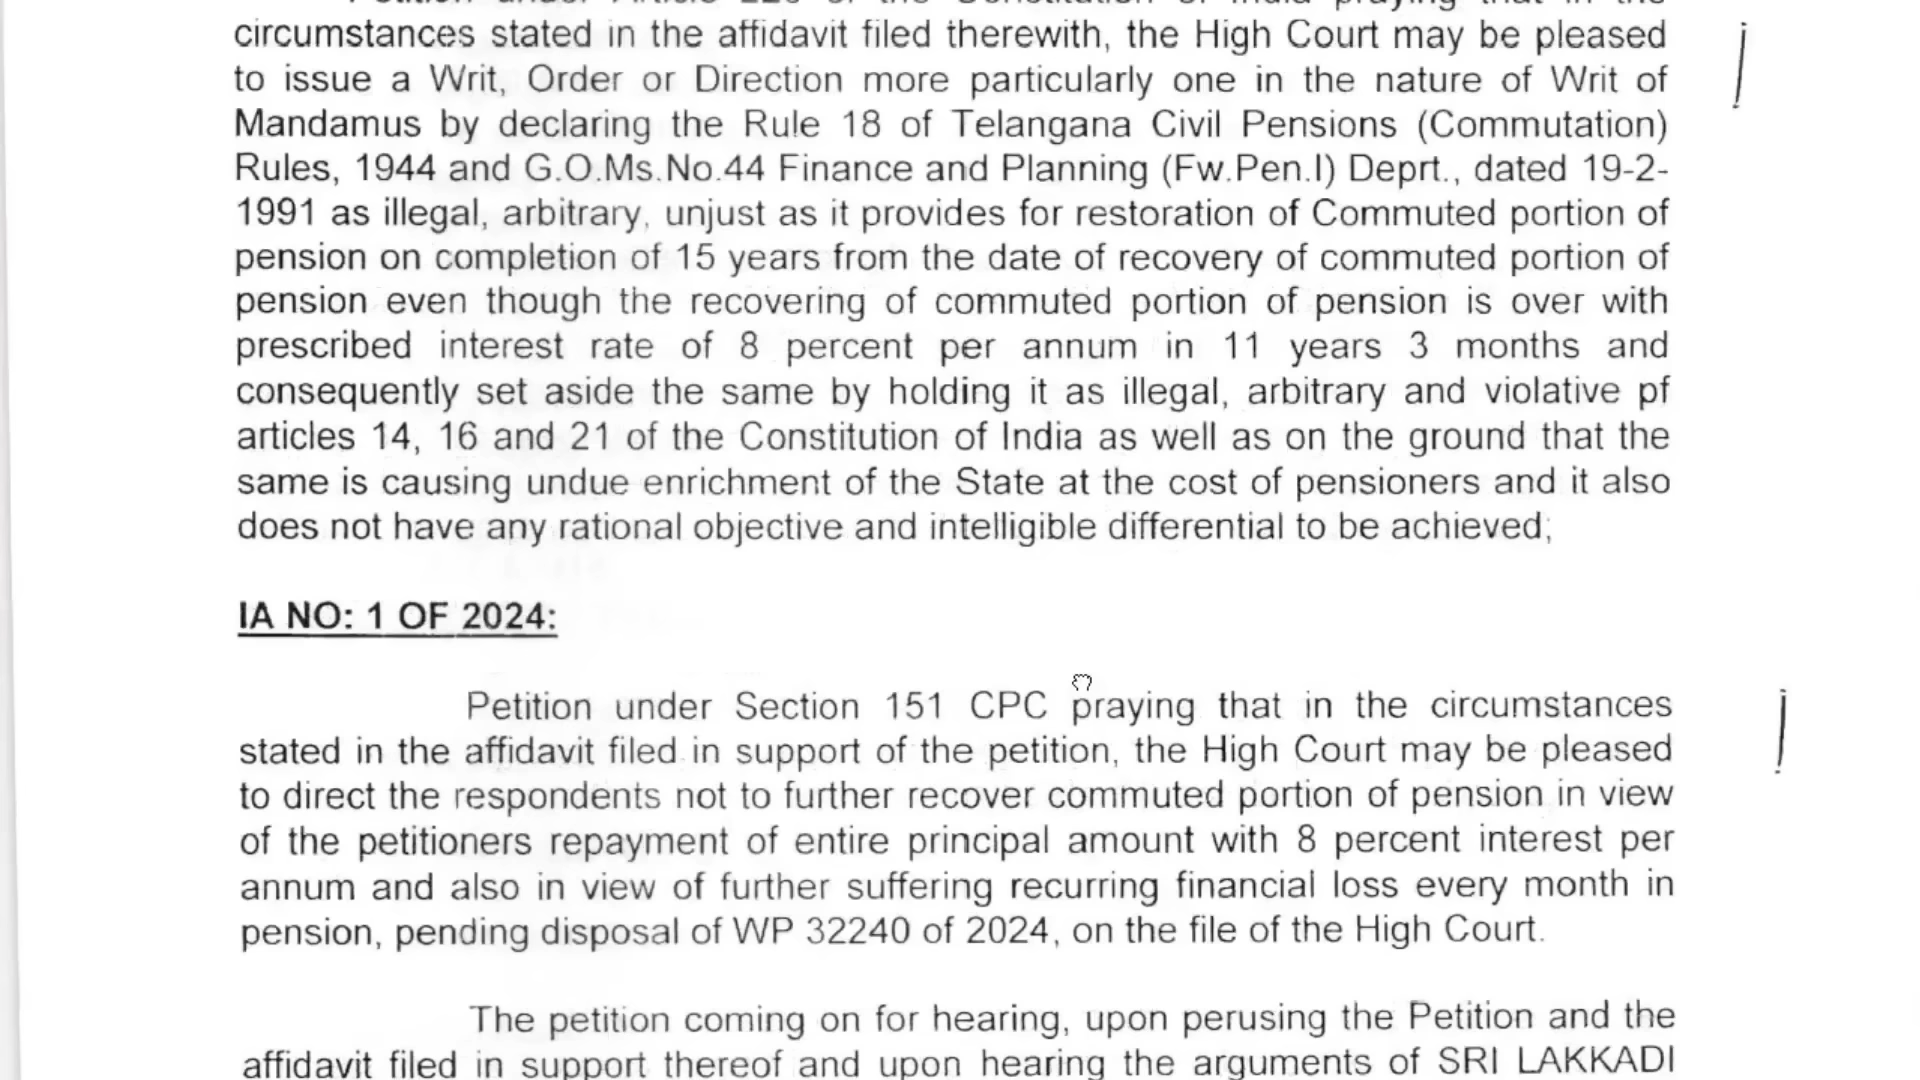 Petition under Article 226 of the Constitution of India praying that in the
circumstances stated in the affidavit filed therewith, the High Court may be pleased
to issue a Writ, Order or Direction more particularly one in the nature of Writ of
Mandamus by declaring the Rule 18 of Telangana Civil Pensions (Commutation)
Rules, 1944 and G.O.Ms.No.44 Finance and Planning (Fw.Pen.I) Deprt., dated 19-2-
1991 as illegal, arbitrary, unjust as it provides for restoration of Commuted portion of
pension on completion of 15 years from the date of recovery of commuted portion of
pension even though the recovering of commuted portion of pension is over with
prescribed interest rate of 8 percent per annum in 11 years 3 months and
consequently set aside the same by holding it as illegal, arbitrary and violative pf
articles 14, 16 and 21 of the Constitution of India as well as on the ground that the
same is causing undue enrichment of the State at the cost of pensioners and it also
does not have any rational objective and intelligible differential to be achieved;
IA NO: 1 OF 2024:
Petition under Section 151 CPC praying that in the circumstances
stated in the affidavit filed in support of the petition, the High Court may be pleased
to direct the respondents not to further recover commuted portion of pension in view
of the petitioners repayment of entire principal amount with 8 percent interest per
annum and also in view of further suffering recurring financial loss every month in
pension, pending disposal of WP 32240 of 2024, on the file of the High Court.
The petition coming on for hearing, upon perusing the Petition and the
affidavit filed in support thereof and upon hearing the arguments of SRI LAKKADI